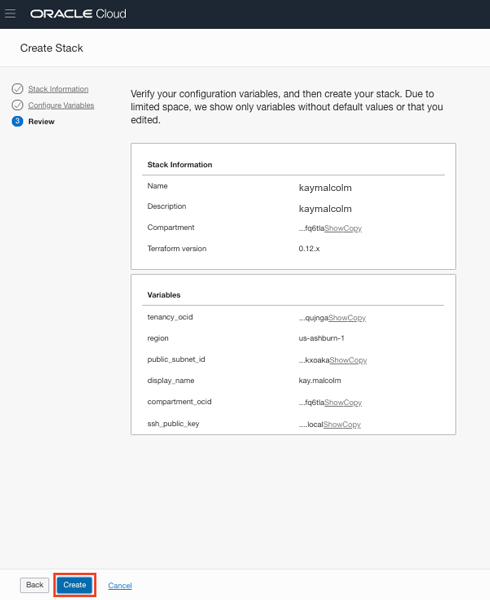 ORACLE Cloud
Create Stack
Stack Information
Configure Variables
3 Review
Verify your configuration variables, and then create your stack. Due to
limited space, we show only variables without default values or that you
edited.
Stack Information
Name kaymalcolm
Description kaymalcolm
Compartment ...fq6tlaShowCopy
Terraform version 0.12.x
Variables
tenancy_ocid ...qujngaShowCopy
region us-ashburn-1
public_subnet_id ...kxoakaShowCopy
display_name kay.malcolm
compartment_ocid ...fq6tlaShowCopy
ssh_public_key ....localShowCopy
Back Create Cancel